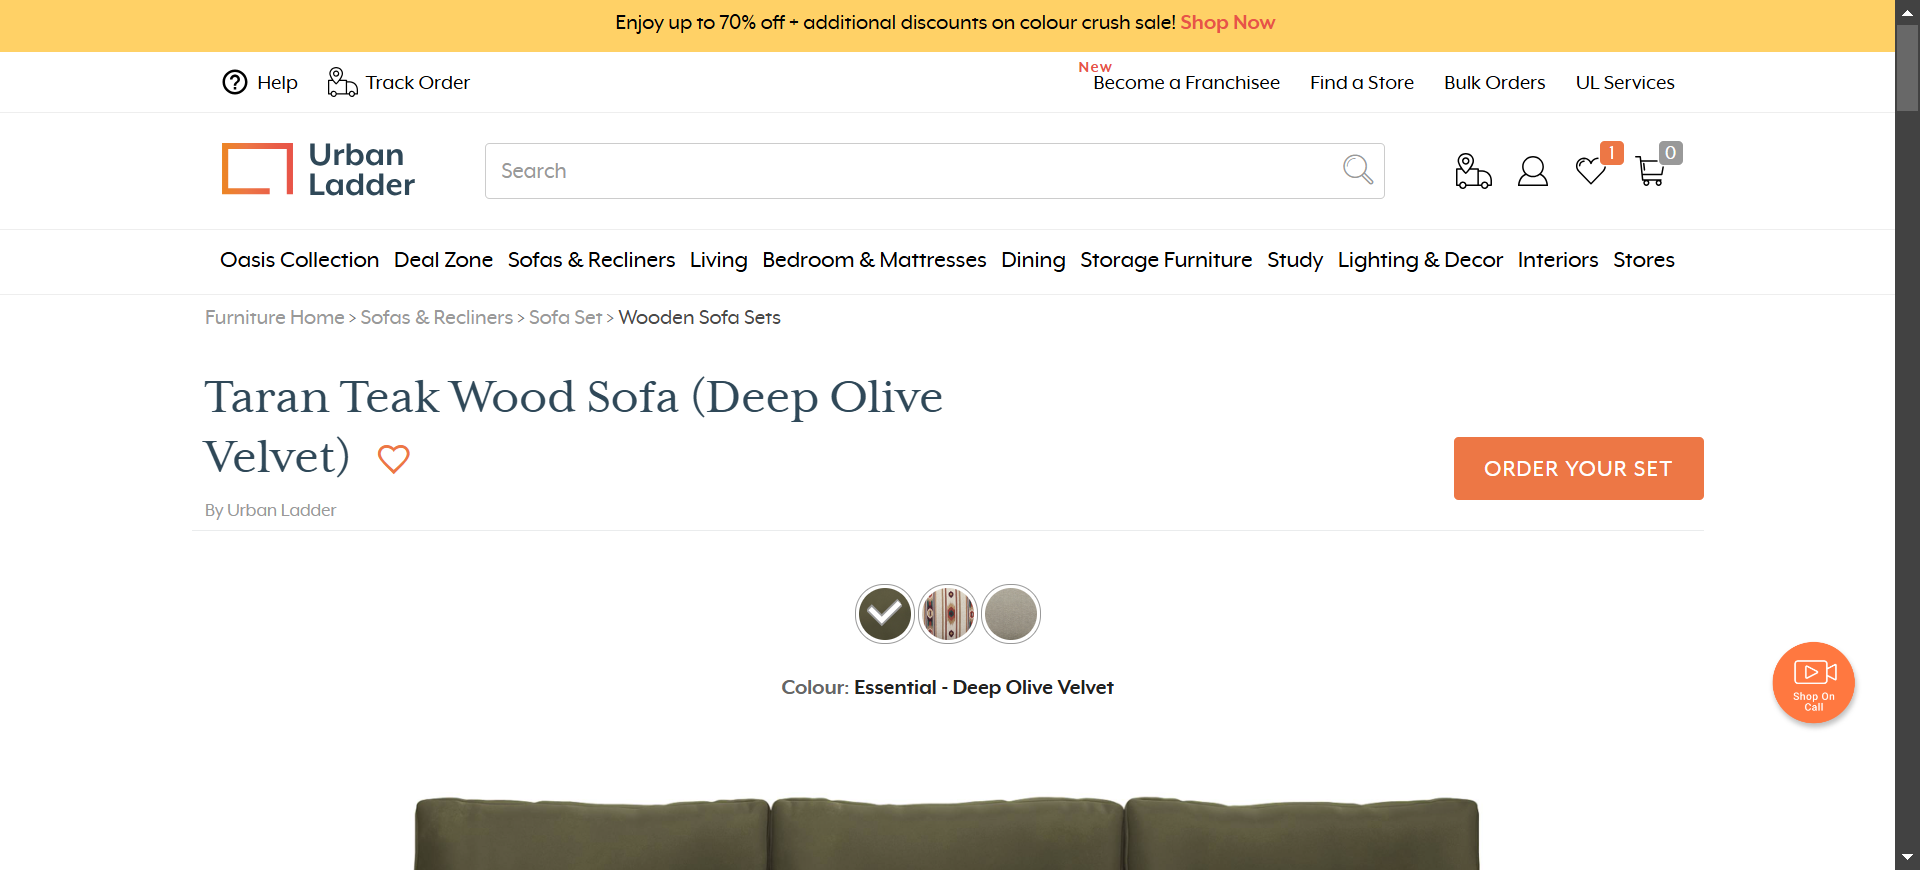 Enjoy up to 70% off + additional discounts on colour crush sale! Shop Now
Help Track Order New Become a Franchisee Find a Store Bulk Orders UL Services
Urban
Ladder
Search
1
0
Oasis Collection Deal Zone Sofas & Recliners Living Bedroom & Mattresses Dining Storage Furniture Study Lighting & Decor Interiors Stores
Furniture Home > Sofas & Recliners > Sofa Set > Wooden Sofa Sets
Taran Teak Wood Sofa (Deep Olive
Velvet)
ORDER YOUR SET
By Urban Ladder
Colour: Essential - Deep Olive Velvet
Shop On
Call